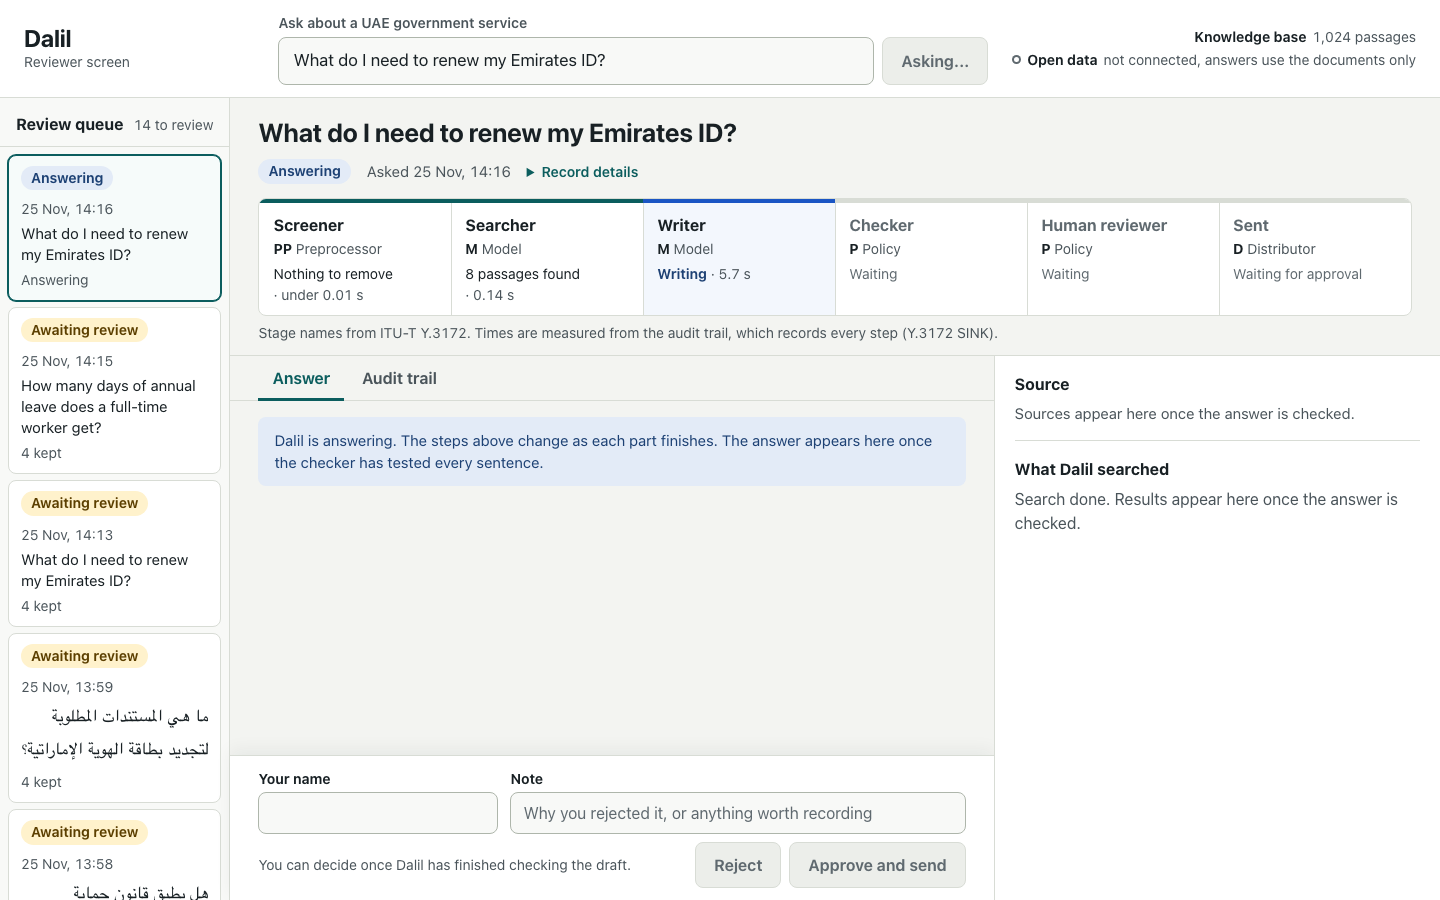 Dalil
Reviewer screen
Ask about a UAE government service
What do I need to renew my Emirates ID?
Asking...
Knowledge base 1,024 passages
Open data not connected, answers use the documents only
Review queue 14 to review
Answering
25 Nov, 14:16
What do I need to renew
my Emirates ID?
Answering
Awaiting review
25 Nov, 14:15
How many days of annual
leave does a full-time
worker get?
4 kept
Awaiting review
25 Nov, 14:13
What do I need to renew
my Emirates ID?
4 kept
Awaiting review
25 Nov, 13:59
ما هي المستندات المطلوبة
لتجديد بطاقة الهوية الإماراتية؟
4 kept
Awaiting review
25 Nov, 13:58
هل يطبق قانون حماية
What do I need to renew my Emirates ID?
Answering Asked 25 Nov, 14:16 ▶ Record details
Screener
PP Preprocessor
Nothing to remove
· under 0.01 s
Searcher
M Model
8 passages found
· 0.14 s
Writer
M Model
Writing · 5.7 s
Checker
P Policy
Waiting
Human reviewer
P Policy
Waiting
Sent
D Distributor
Waiting for approval
Stage names from ITU-T Y.3172. Times are measured from the audit trail, which records every step (Y.3172 SINK).
Answer Audit trail
Dalil is answering. The steps above change as each part finishes. The answer appears here once
the checker has tested every sentence.
Your name
Note
Why you rejected it, or anything worth recording
You can decide once Dalil has finished checking the draft.
Reject
Approve and send
Source
Sources appear here once the answer is checked.
What Dalil searched
Search done. Results appear here once the answer is
checked.